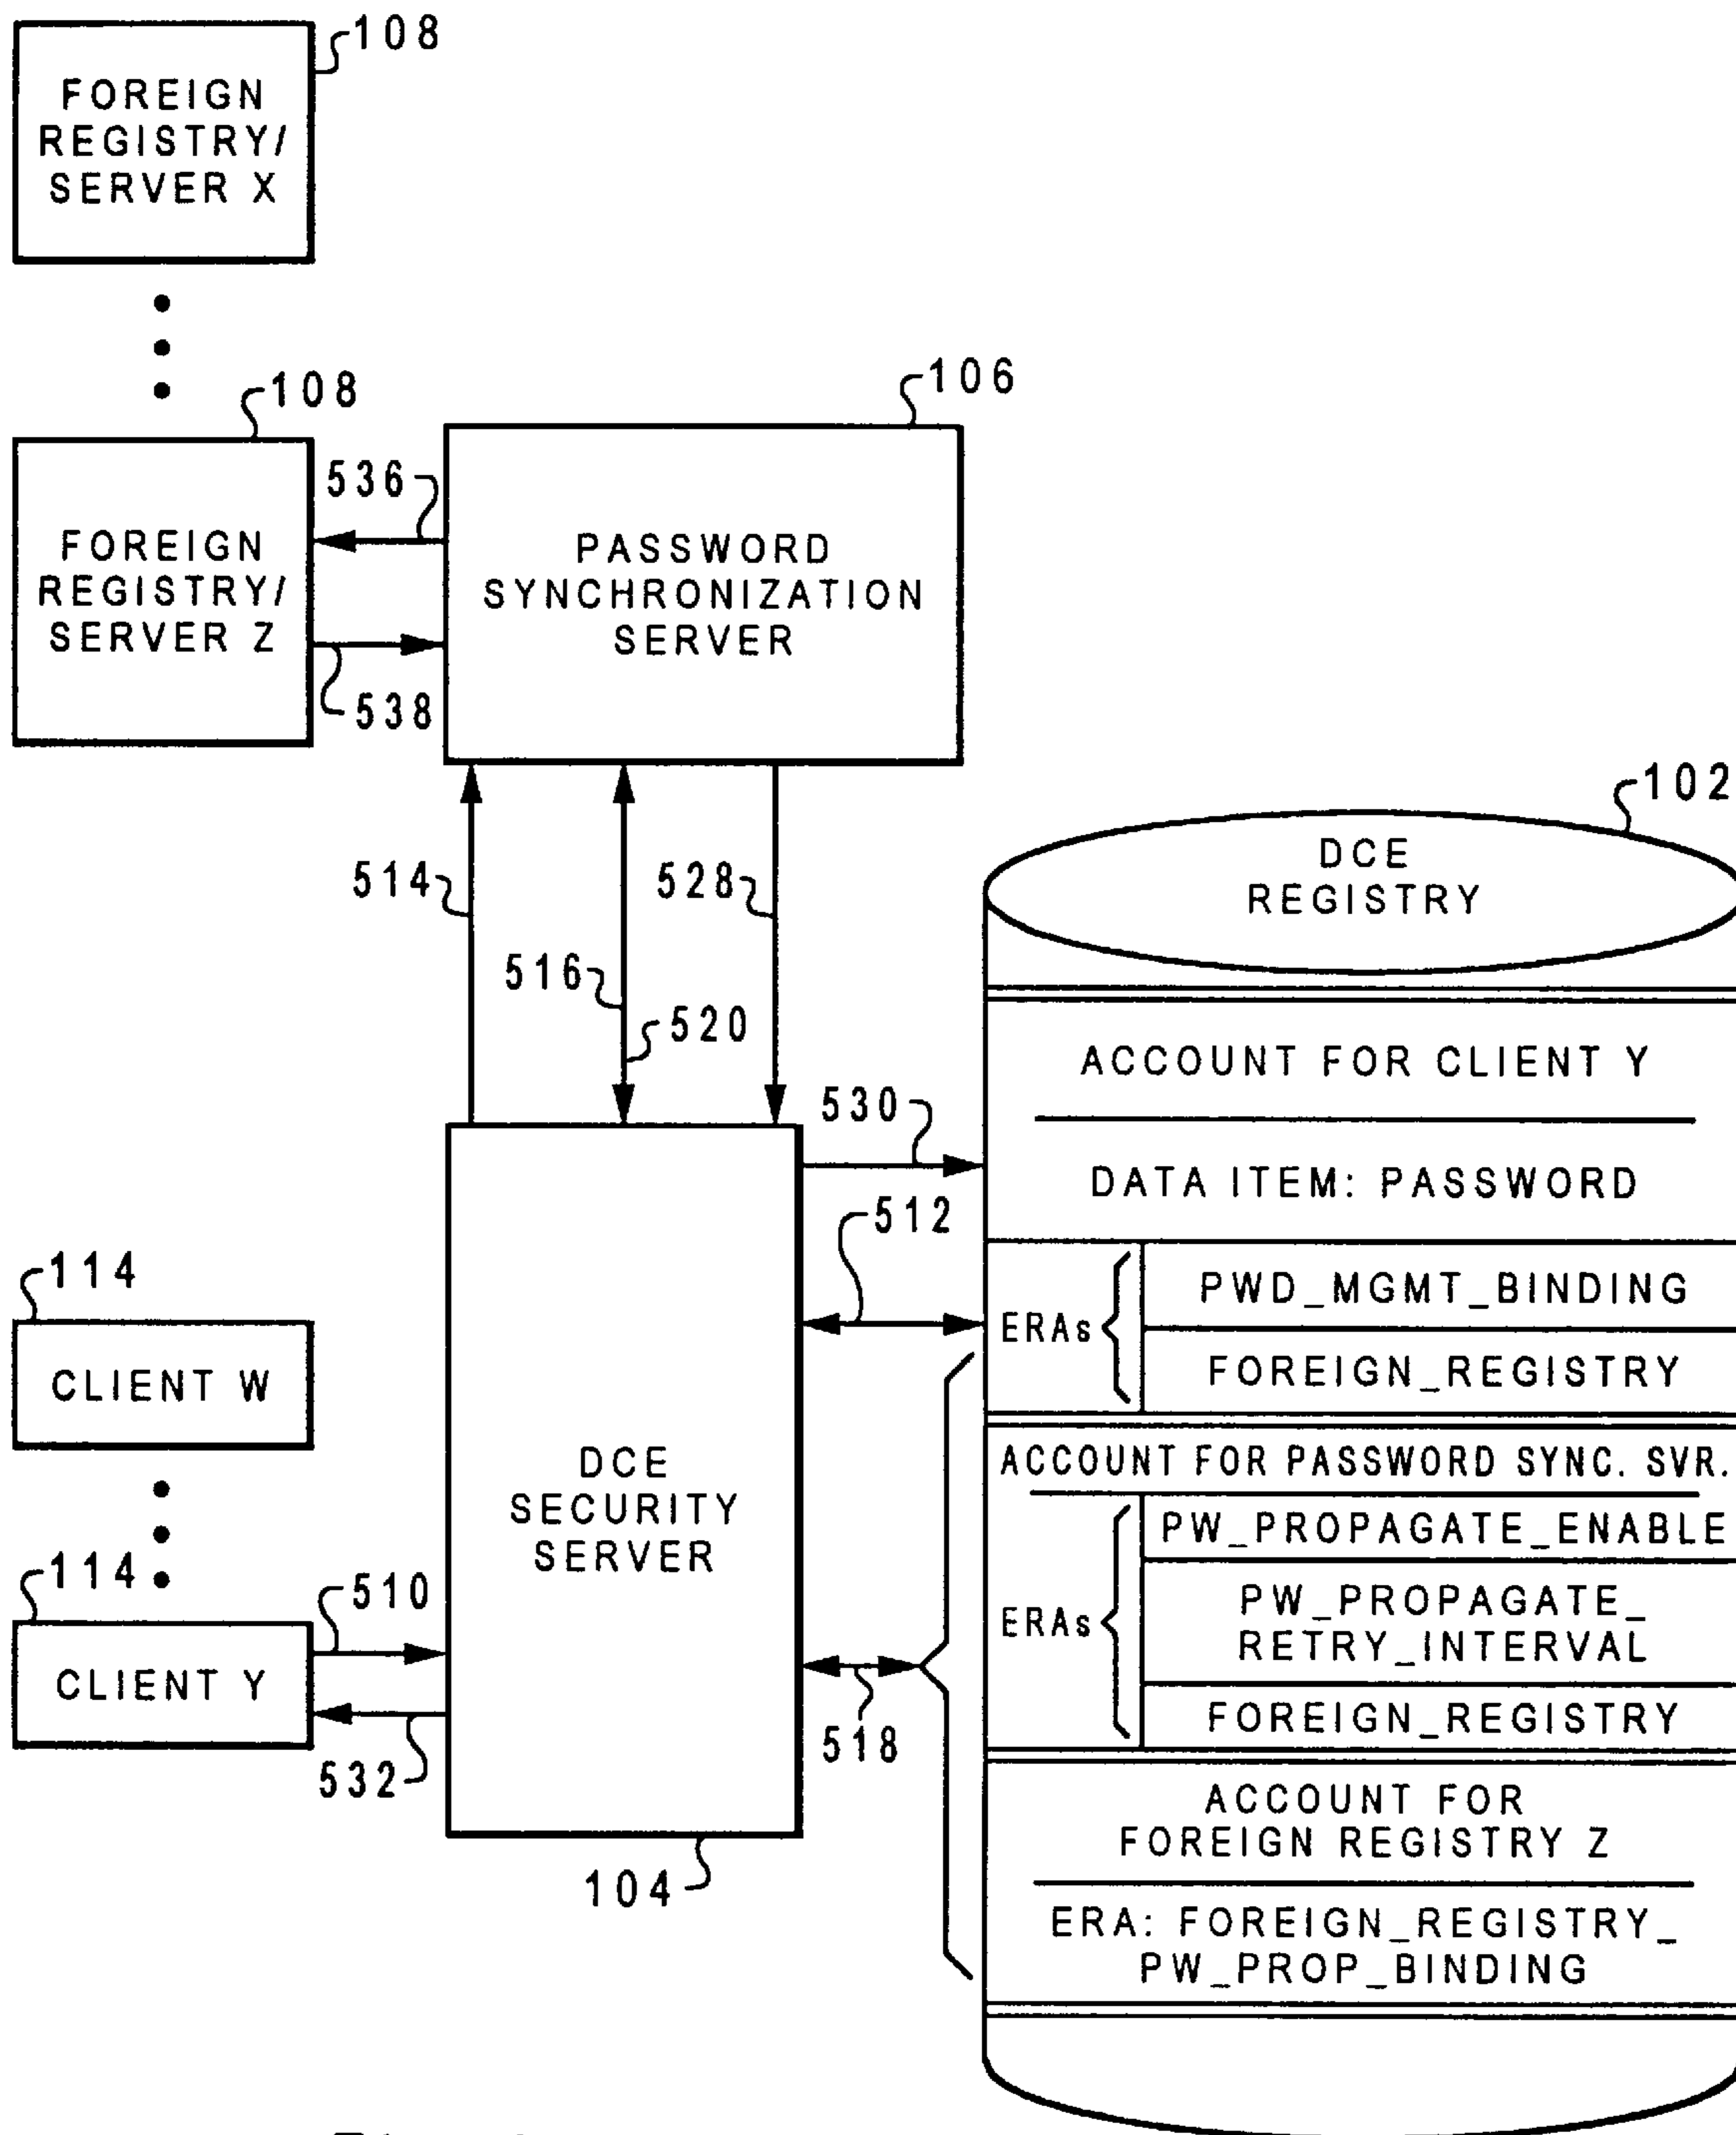 108
FOREIGN
REGISTRY/
SERVER X
108
106
FOREIGN
REGISTRY/
SERVER Z
536
538
PASSWORD
SYNCHRONIZATION
SERVER
102
DCE
REGISTRY
514
528
516
520
ACCOUNT FOR CLIENT Y
530
DATA ITEM: PASSWORD
512
114
CLIENT W
ERAs
PWD_MGMT_BINDING
FOREIGN_REGISTRY
DCE
SECURITY
SERVER
ACCOUNT FOR PASSWORD SYNC. SVR.
ERAs
PW_PROPAGATE_ENABLE
PW_PROPAGATE_
RETRY_INTERVAL
FOREIGN_REGISTRY
114
510
CLIENT Y
532
518
ACCOUNT FOR
FOREIGN REGISTRY Z
104
ERA: FOREIGN_REGISTRY_
PW_PROP_BINDING